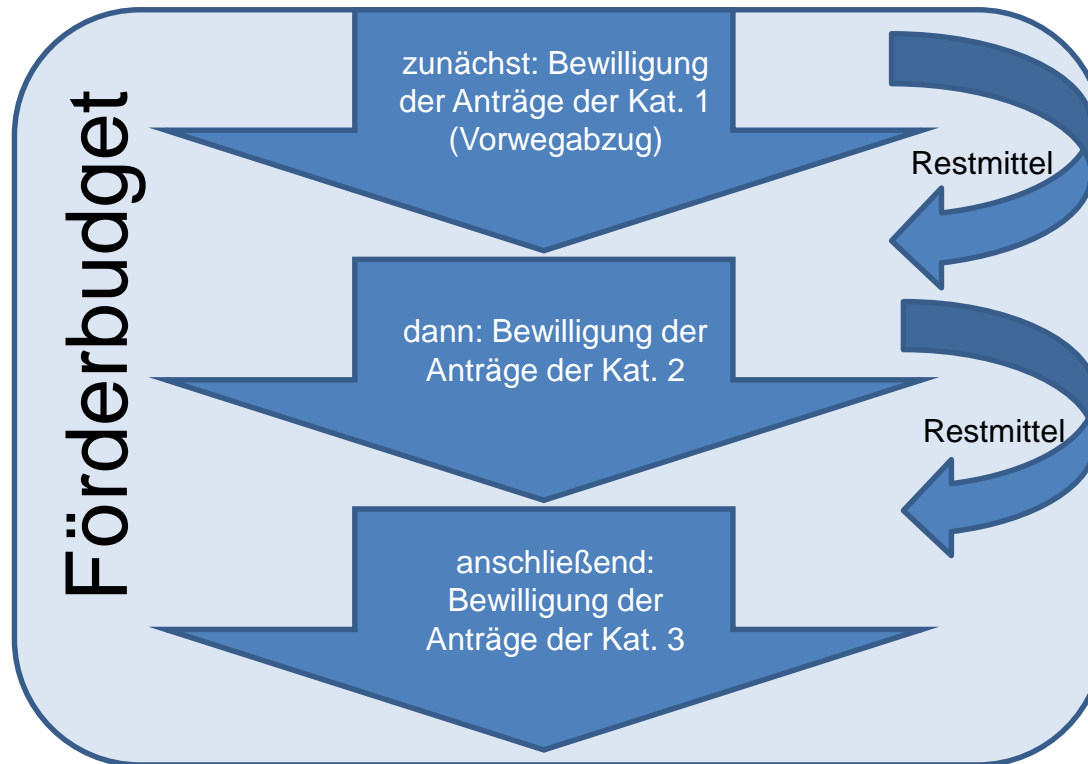 Förderbudget
zunächst: Bewilligung
der Anträge der Kat. 1
(Vorwegabzug)
Restmittel
dann: Bewilligung der
Anträge der Kat. 2
Restmittel
anschließend:
Bewilligung der
Anträge der Kat. 3